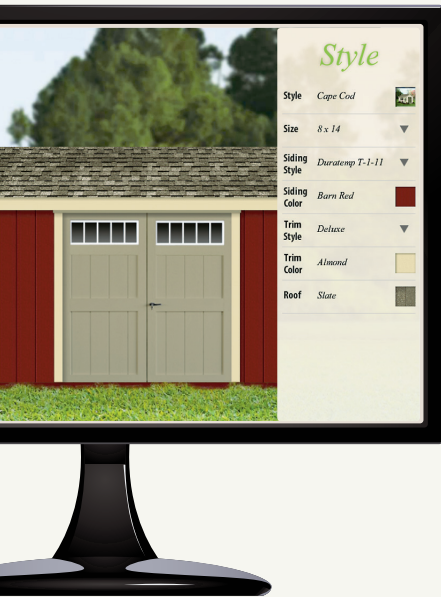 Style
Style Cape Cod
Size 8 x 14
Siding Style Duratemp T-1-11
Siding Color Barn Red
Trim Style Deluxe
Trim Color Almond
Roof Slate